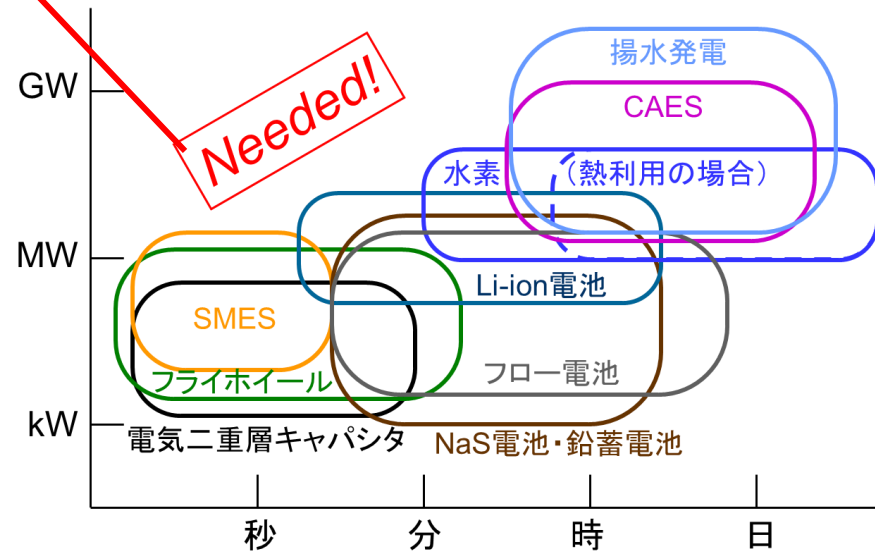 揚水発電
GW
CAES
Needed!
水素
(熱利用の場合)
MW
Li-ion電池
SMES
フロー電池
フライホイール
kW
電気二重層キャパシタ
NaS電池・鉛蓄電池
秒
分
時
日